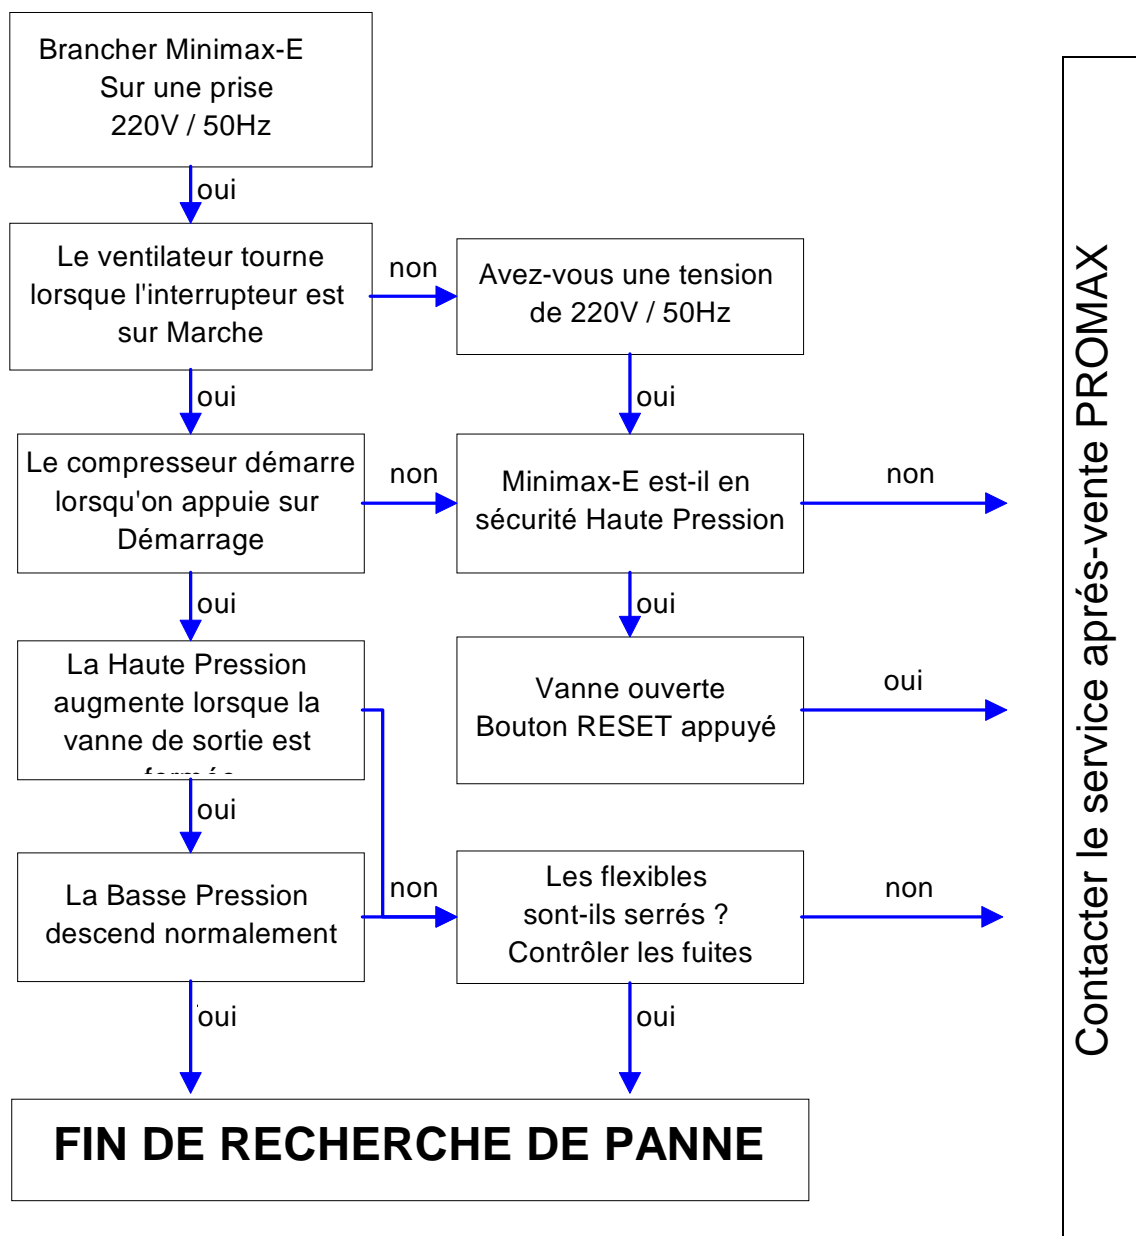 Brancher Minimax-E
Sur une prise
220V / 50Hz
oui
Le ventilateur tourne
lorsque l'interrupteur est
sur Marche
non
Avez-vous une tension
de 220V / 50Hz
oui
oui
Le compresseur démarre
lorsqu'on appuie sur
Démarrage
non
Minimax-E est-il en
sécurité Haute Pression
non
oui
oui
La Haute Pression
augmente lorsque la
vanne de sortie est
Vanne ouverte
Bouton RESET appuyé
oui
oui
La Basse Pression
descend normalement
non
Les flexibles
sont-ils serrés ?
Contrôler les fuites
non
oui
oui
FIN DE RECHERCHE DE PANNE
Contacter le service aprés-vente PROMAX